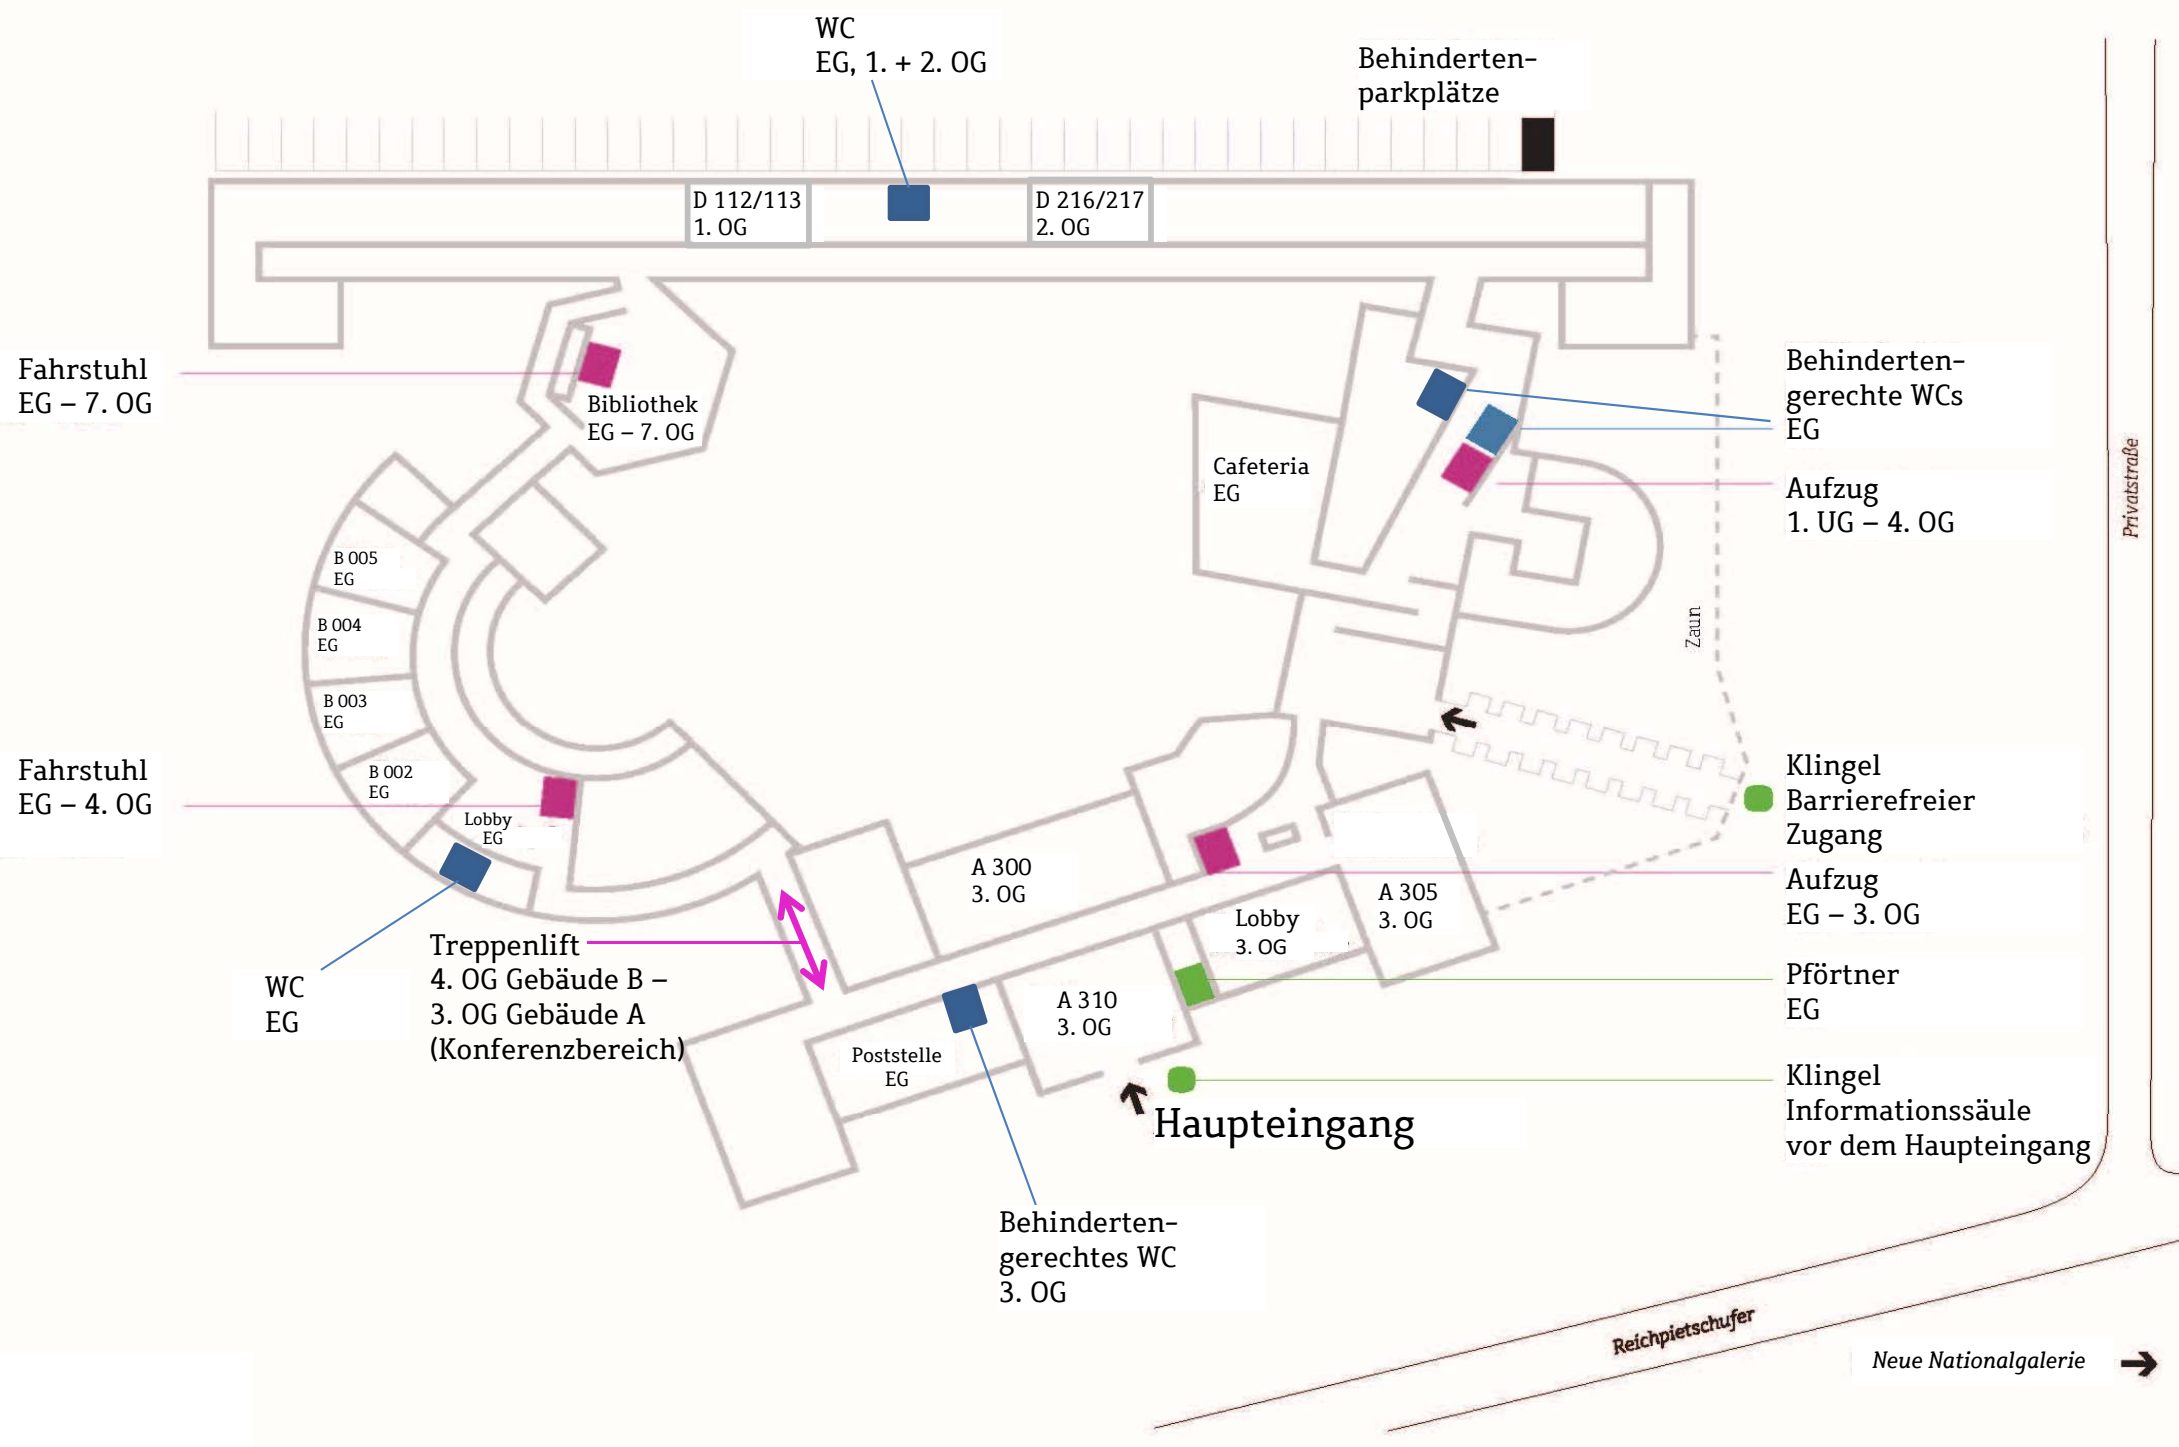 WC
EG, 1. + 2. OG
Behinderten-
parkplätze
D 112/113
1. OG
D 216/217
2. OG
Fahrstuhl
EG – 7. OG
Bibliothek
EG – 7. OG
Behinderten-
gerechte WCs
EG
Cafeteria
EG
Aufzug
1. UG – 4. OG
Privatstraße
B 005
EG
B 004
EG
Zaun
B 003
EG
B 002
EG
Fahrstuhl
EG – 4. OG
Lobby
EG
Klingel
Barrierefreier
Zugang
A 300
3. OG
A 305
3. OG
Aufzug
EG – 3. OG
Lobby
3. OG
Treppenlift
4. OG Gebäude B –
3. OG Gebäude A
(Konferenzbereich)
WC
EG
Pförtner
EG
A 310
3. OG
Poststelle
EG
Klingel
Informationssäule
vor dem Haupteingang
Haupteingang
Behinderten-
gerechtes WC
3. OG
Reichpietschufer
Neue Nationalgalerie